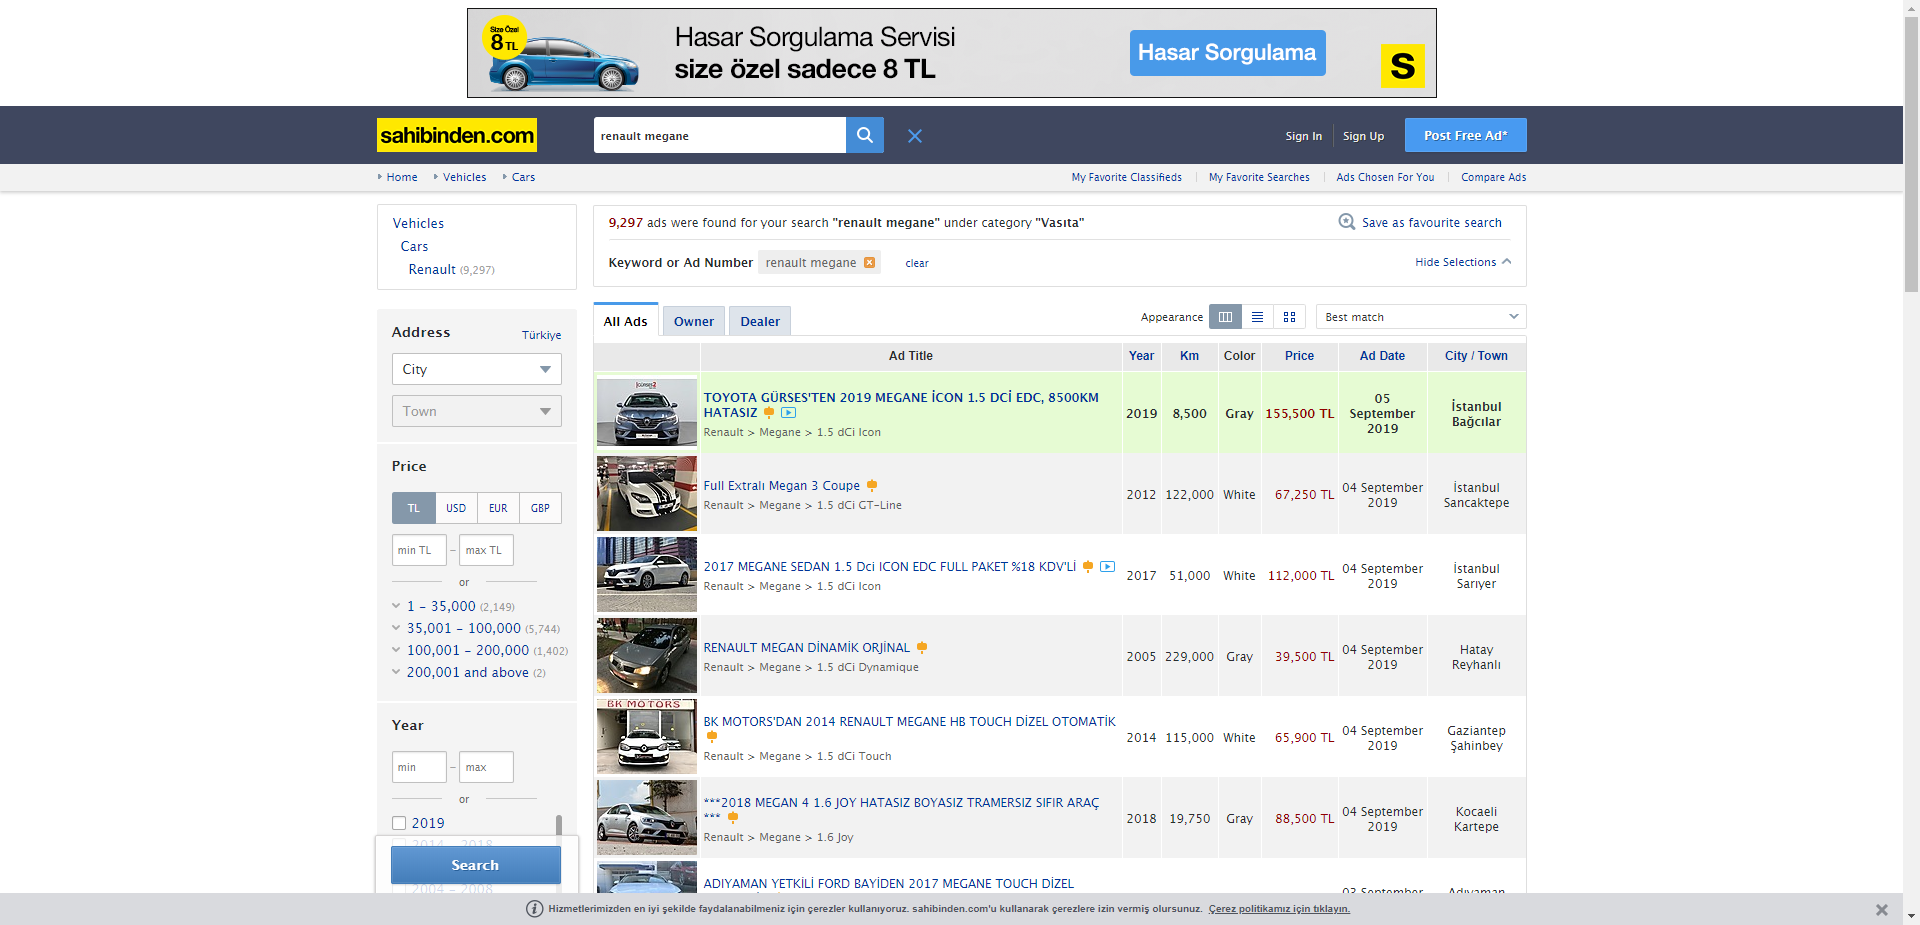 Size Özel
8 TL
Hasar Sorgulama Servisi
size özel sadece 8 TL
Hasar Sorgulama
S
sahibinden.com
renault megane
Sign In
Sign Up
Post Free Ad*
Home
Vehicles
Cars
My Favorite Classifieds
My Favorite Searches
Ads Chosen For You
Compare Ads
Vehicles
Cars
Renault (9,297)
9,297 ads were found for your search "renault megane" under category "Vasıta"
Save as favourite search
Keyword or Ad Number
renault megane
clear
Hide Selections
Address
Türkiye
City
Town
Price
TL
USD
EUR
GBP
min TL
–
max TL
or
1 – 35,000 (2,149)
35,001 – 100,000 (5,744)
100,001 – 200,000 (1,402)
200,001 and above (2)
Year
min
–
max
or
2019
2014 – 2018
Search
2004 – 2008
All Ads
Owner
Dealer
Appearance
Best match
Ad Title
Year
Km
Color
Price
Ad Date
City / Town
TOYOTA GÜRSES'TEN 2019 MEGANE İCON 1.5 DCİ EDC, 8500KM
HATASIZ
Renault > Megane > 1.5 dCi Icon
2019
8,500
Gray
155,500 TL
05
September
2019
İstanbul
Bağcılar
Full Extralı Megan 3 Coupe
Renault > Megane > 1.5 dCi GT-Line
2012
122,000
White
67,250 TL
04 September
2019
İstanbul
Sancaktepe
2017 MEGANE SEDAN 1.5 Dci ICON EDC FULL PAKET %18 KDV'Lİ
Renault > Megane > 1.5 dCi Icon
2017
51,000
White
112,000 TL
04 September
2019
İstanbul
Sarıyer
RENAULT MEGAN DİNAMİK ORJİNAL
Renault > Megane > 1.5 dCi Dynamique
2005
229,000
Gray
39,500 TL
04 September
2019
Hatay
Reyhanlı
BK MOTORS
BK MOTORS'DAN 2014 RENAULT MEGANE HB TOUCH DİZEL OTOMATİK
Renault > Megane > 1.5 dCi Touch
2014
115,000
White
65,900 TL
04 September
2019
Gaziantep
Şahinbey
***2018 MEGAN 4 1.6 JOY HATASIZ BOYASIZ TRAMERSIZ SIFIR ARAÇ
***
Renault > Megane > 1.6 Joy
2018
19,750
Gray
88,500 TL
04 September
2019
Kocaeli
Kartepe
ADIYAMAN YETKİLİ FORD BAYİDEN 2017 MEGANE TOUCH DİZEL
03 September
Adıyaman
Hizmetlerimizden en iyi şekilde faydalanabilmeniz için çerezler kullanıyoruz. sahibinden.com'u kullanarak çerezlere izin vermiş olursunuz. Çerez politikamız için tıklayın.